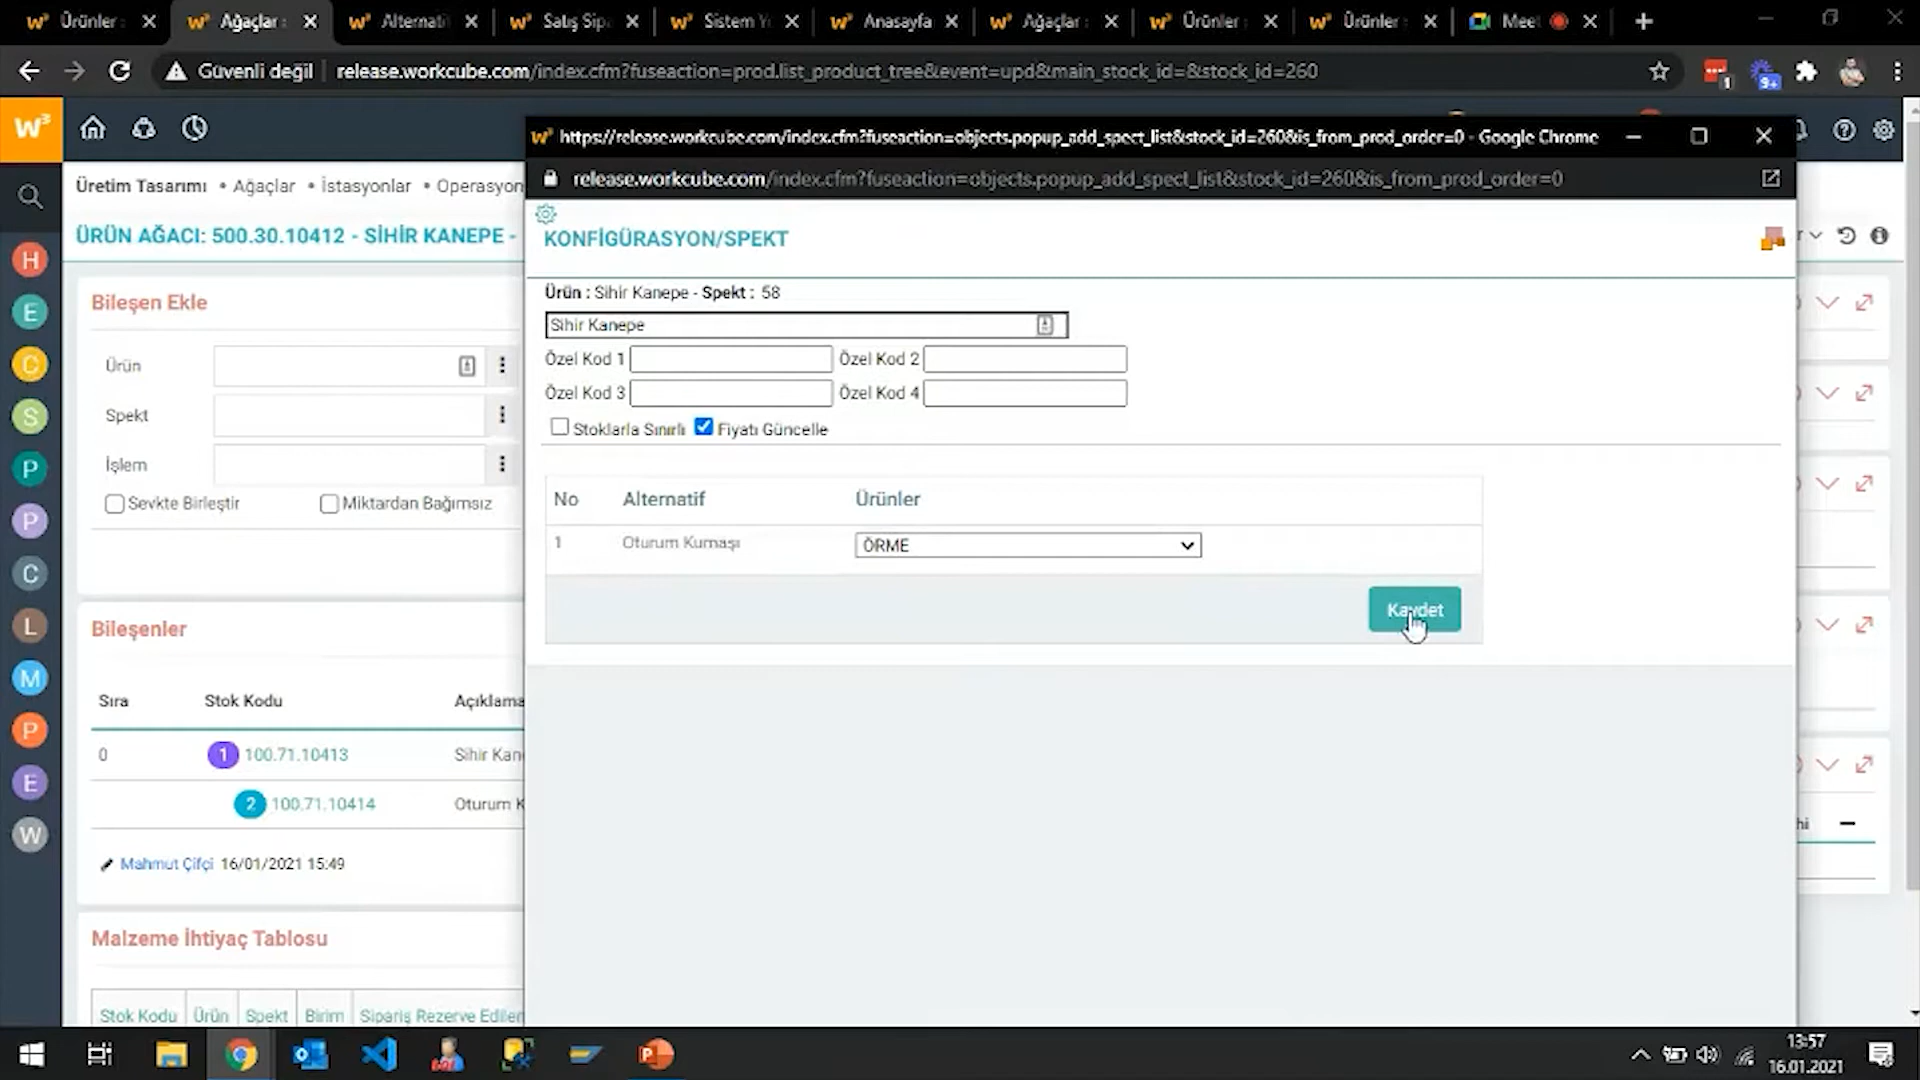 Ürünler
Ağaçlar
Alternati
Satış Sip
Sistem Y
Anasayfa
Ağaçlar
Ürünler
Ürünler
Meet
Güvenli değil
release.workcube.com/index.cfm?fuseaction=prod.list_product_tree&event=upd&main_stock_id=&stock_id=260
1
9+
W3
https://release.workcube.com/index.cfm?fuseaction=objects.popup_add_spect_list&stock_id=260&is_from_prod_order=0 - Google Chrome
release.workcube.com/index.cfm?fuseaction=objects.popup_add_spect_list&stock_id=260&is_from_prod_order=0
Üretim Tasarımı • Ağaçlar • İstasyonlar • Operasyon
ÜRÜN AĞACI: 500.30.10412 - SİHİR KANEPE -
KONFİGÜRASYON/SPEKT
Ürün : Sihir Kanepe - Spekt : 58
Sihir Kanepe
Özel Kod 1
Özel Kod 2
Özel Kod 3
Özel Kod 4
Stoklarla Sınırlı
Fiyatı Güncelle
No Alternatif Ürünler
1 Oturum Kumaşı ÖRME
Kaydet
Bileşen Ekle
Ürün
Spekt
İşlem
Sevkte Birleştir
Miktardan Bağımsız
Bileşenler
Sıra Stok Kodu Açıklama
0 1 100.71.10413 Sihir Kan
2 100.71.10414 Oturum K
Mahmut Çifçi 16/01/2021 15:49
Malzeme İhtiyaç Tablosu
Stok Kodu Ürün Spekt Birim Sipariş Rezerve Edilen
H
E
C
S
P
P
C
L
M
P
E
W
hi
13:57
16.01.2021